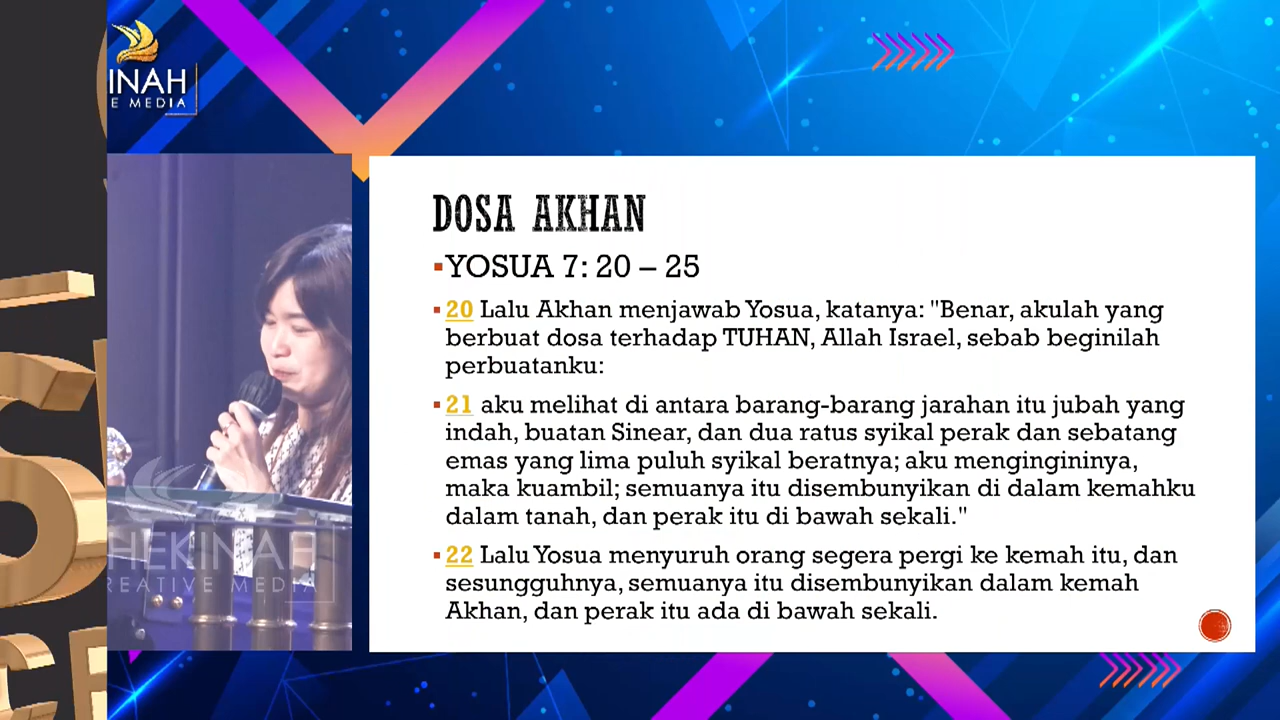 INAH
E MEDIA
DOSA AKHAN
YOSUA 7: 20 – 25
20 Lalu Akhan menjawab Yosua, katanya: "Benar, akulah yang
berbuat dosa terhadap TUHAN, Allah Israel, sebab beginilah
perbuatanku:
21 aku melihat di antara barang-barang jarahan itu jubah yang
indah, buatan Sinear, dan dua ratus syikal perak dan sebatang
emas yang lima puluh syikal beratnya; aku mengingininya,
maka kuambil; semuanya itu disembunyikan di dalam kemahku
dalam tanah, dan perak itu di bawah sekali."
22 Lalu Yosua menyuruh orang segera pergi ke kemah itu, dan
sesungguhnya, semuanya itu disembunyikan dalam kemah
Akhan, dan perak itu ada di bawah sekali.
HEKINAH
REATIVE MEDIA